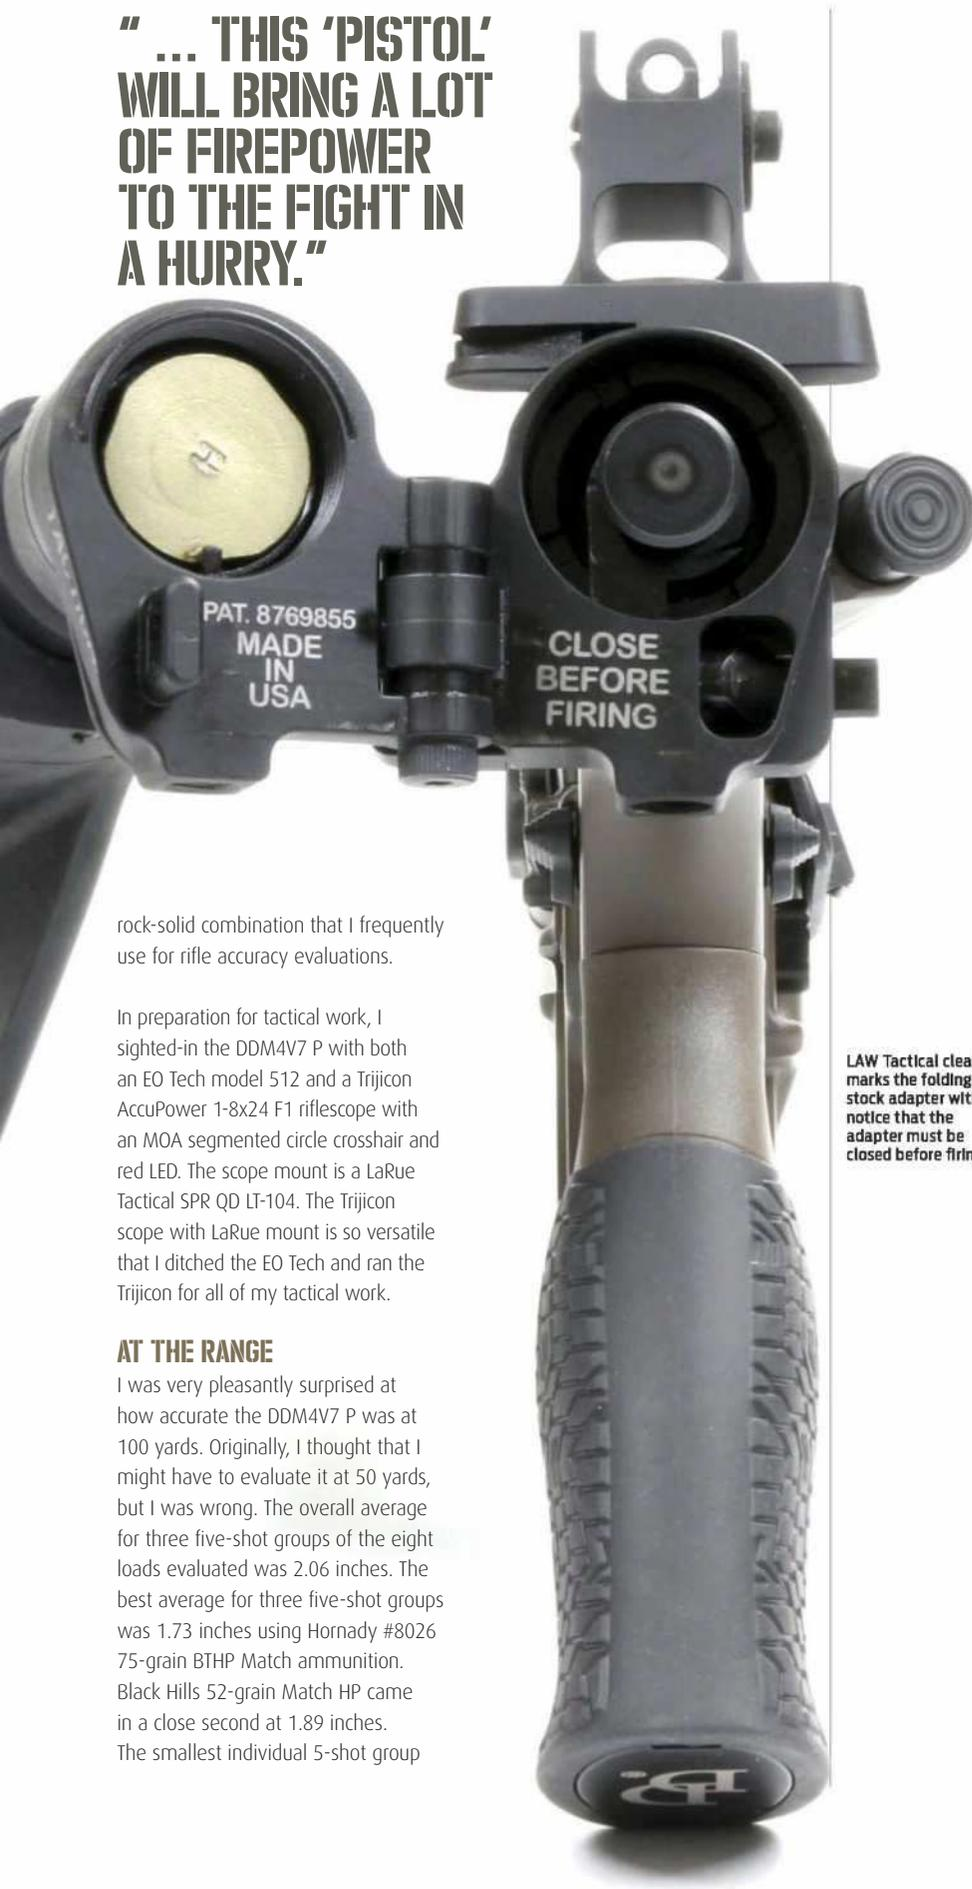 “ ... THIS ‘PISTOL’
WILL BRING A LOT
OF FIREPOWER
TO THE FIGHT IN
A HURRY.”
H
PAT. 8769855
MADE
IN
USA
CLOSE
BEFORE
FIRING
rock-solid combination that I frequently
use for rifle accuracy evaluations.
In preparation for tactical work, I
sighted-in the DDM4V7 P with both
an EO Tech model 512 and a Trijicon
AccuPower 1-8x24 F1 riflescope with
an MOA segmented circle crosshair and
red LED. The scope mount is a LaRue
Tactical SPR QD LT-104. The Trijicon
scope with LaRue mount is so versatile
that I ditched the EO Tech and ran the
Trijicon for all of my tactical work.
AT THE RANGE
I was very pleasantly surprised at
how accurate the DDM4V7 P was at
100 yards. Originally, I thought that I
might have to evaluate it at 50 yards,
but I was wrong. The overall average
for three five-shot groups of the eight
loads evaluated was 2.06 inches. The
best average for three five-shot groups
was 1.73 inches using Hornady #8026
75-grain BTHP Match ammunition.
Black Hills 52-grain Match HP came
in a close second at 1.89 inches.
The smallest individual 5-shot group
LAW Tactical clea
marks the folding
stock adapter wit
notice that the
adapter must be
closed before firin
DD